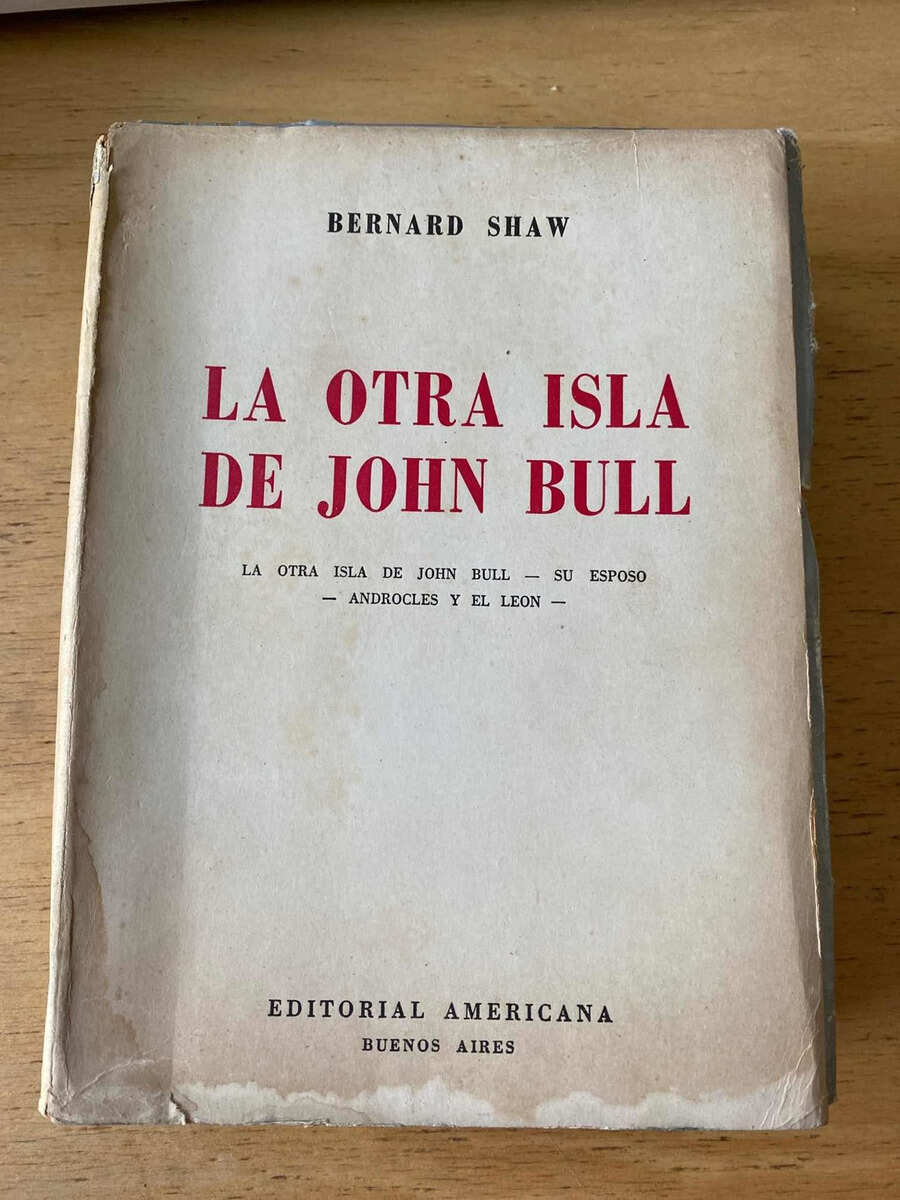 BERNARD SHAW
LA OTRA ISLA
DE JOHN BULL
LA OTRA ISLA DE JOHN BULL — SU ESPOSO
— ANDROCLES Y EL LEON —
EDITORIAL AMERICANA
BUENOS AIRES